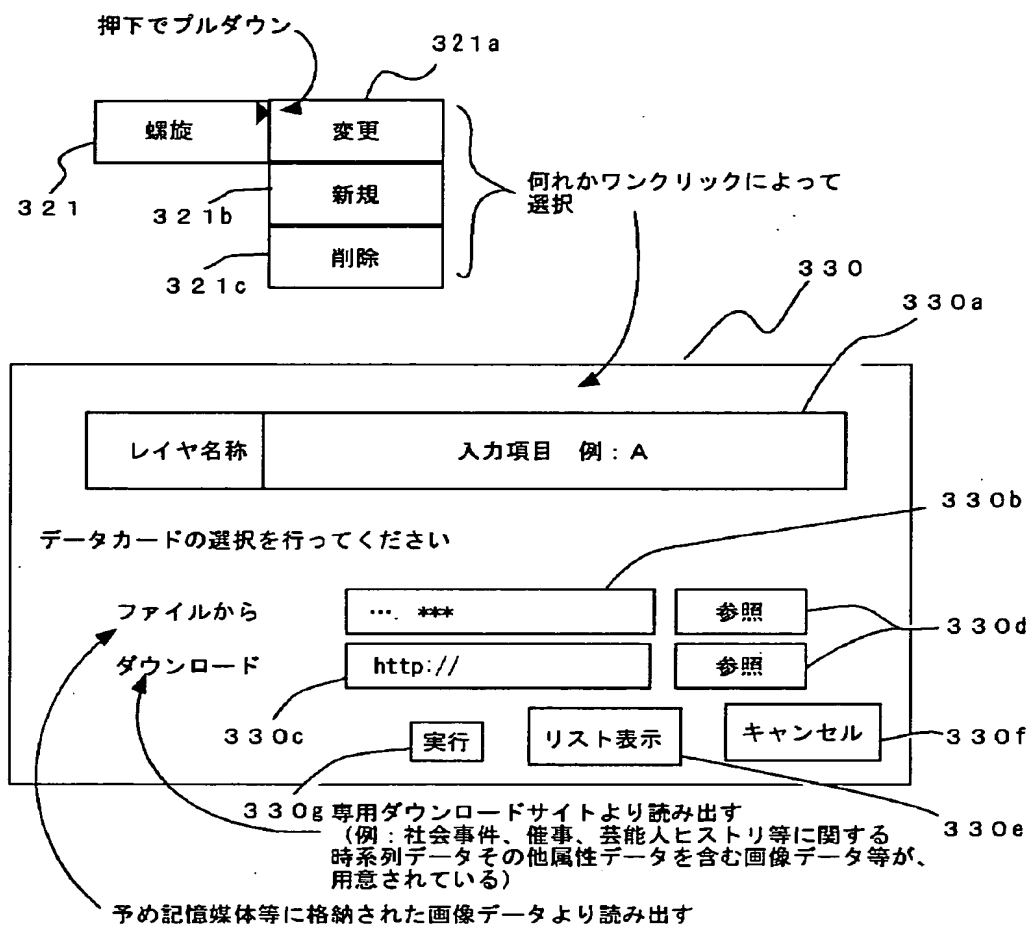 押下でプルダウン
321a
螺旋
変更
新規
削除
321
321b
321c
何れかワンクリックによって
選択
330
330a
レイヤ名称
入力項目 例：A
330b
データカードの選択を行ってください
ファイルから
…. ***
参照
330d
ダウンロード
http://
参照
330c
実行
リスト表示
キャンセル
330f
330g
330e
専用ダウンロードサイトより読み出す
（例：社会事件、催事、芸能人ヒストリ等に関する
時系列データその他属性データを含む画像データ等が、
用意されている）
予め記憶媒体等に格納された画像データより読み出す